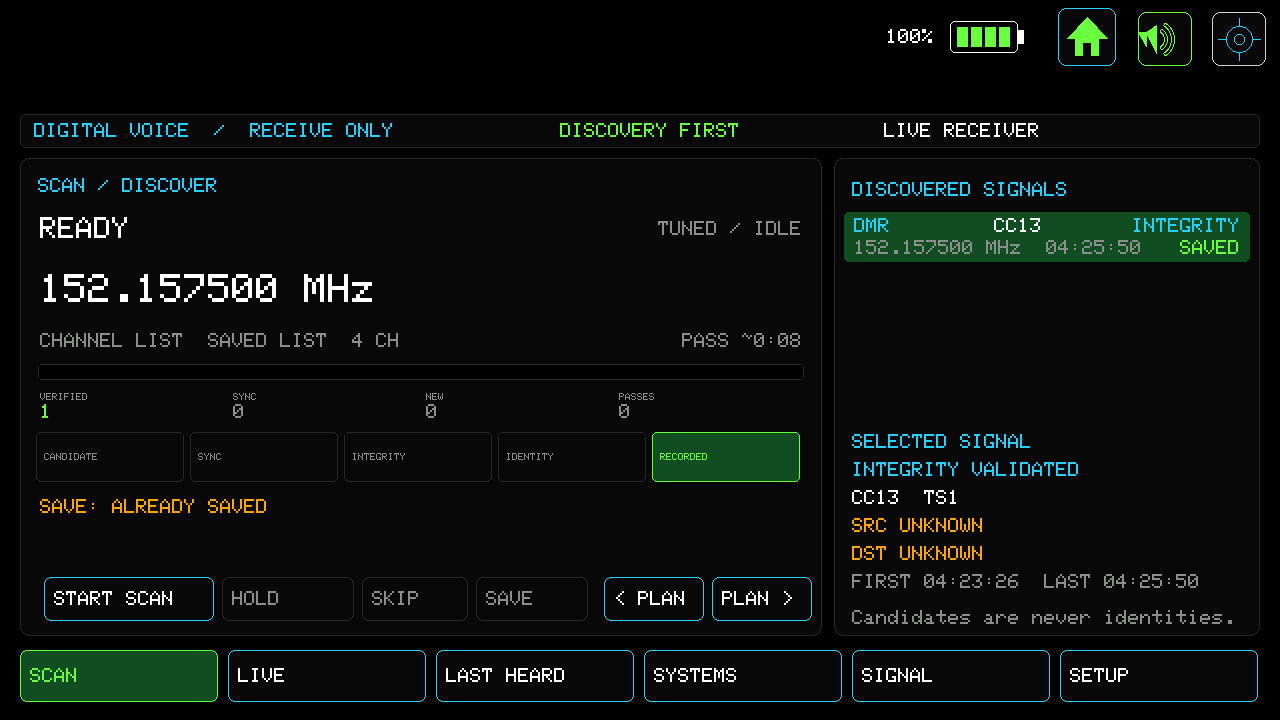 100%
DIGITAL VOICE / RECEIVE ONLY DISCOVERY FIRST LIVE RECEIVER
SCAN / DISCOVER
READY TUNED / IDLE
152.157500 MHz
CHANNEL LIST SAVED LIST 4 CH PASS ~0:08
VERIFIED SYNC NEW PASSES
1 0 0 0
CANDIDATE SYNC INTEGRITY IDENTITY RECORDED
SAVE: ALREADY SAVED
START SCAN HOLD SKIP SAVE < PLAN PLAN >
DISCOVERED SIGNALS
DMR CC13 INTEGRITY
152.157500 MHz 04:25:50 SAVED
SELECTED SIGNAL
INTEGRITY VALIDATED
CC13 TS1
SRC UNKNOWN
DST UNKNOWN
FIRST 04:23:26 LAST 04:25:50
Candidates are never identities.
SCAN LIVE LAST HEARD SYSTEMS SIGNAL SETUP